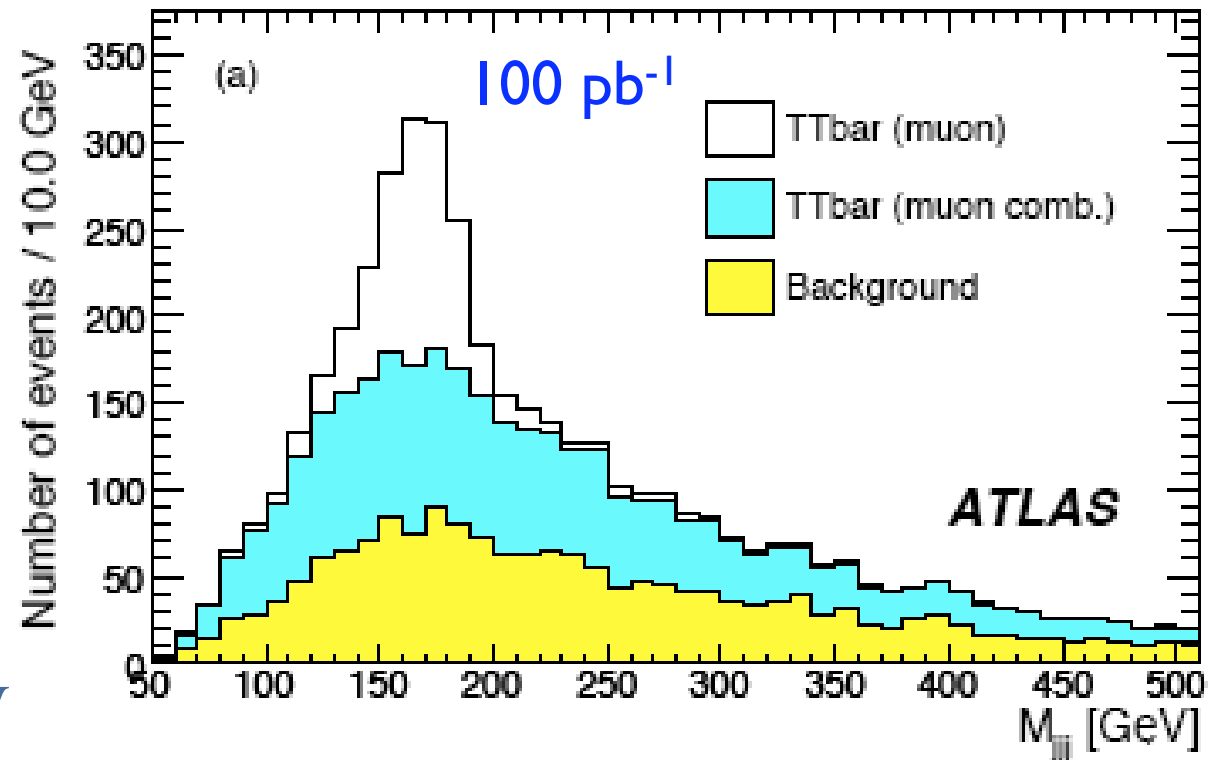 (a)
100 pb-1
TTbar (muon)
TTbar (muon comb.)
Background
ATLAS
Number of events / 10.0 GeV
350
300
250
200
150
100
50
0
50 100 150 200 250 300 350 400 450 500
Mjjj [GeV]